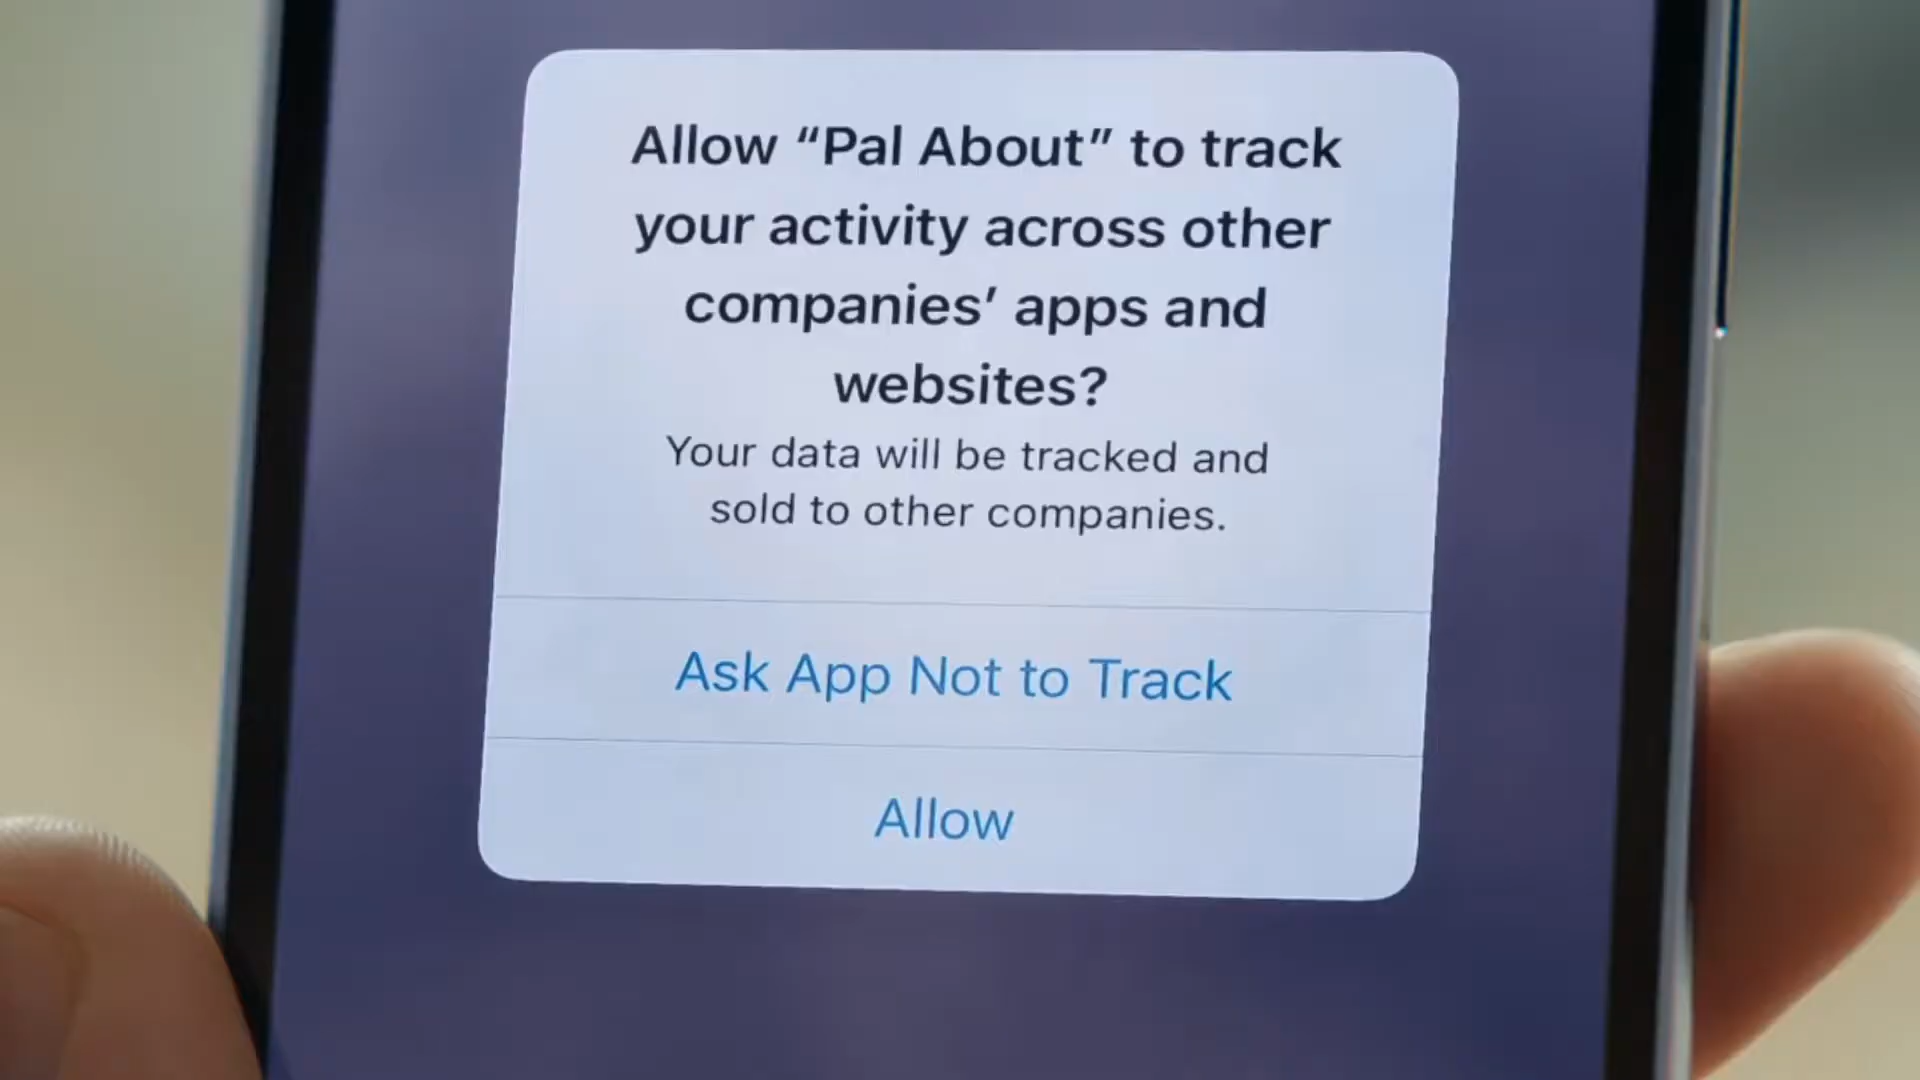 Allow “Pal About” to track
your activity across other
companies’ apps and
websites?
Your data will be tracked and
sold to other companies.
Ask App Not to Track
Allow